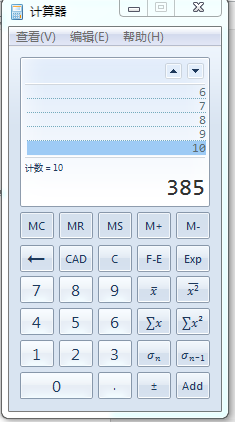 计算器
查看(V) 编辑(E) 帮助(H)
6
7
8
9
10
计数 = 10
385
MC MR MS M+ M-
← CAD C F-E Exp
7 8 9 x̄ x̄²
4 5 6 ∑x ∑x²
1 2 3 σn σn-1
0 . ± Add